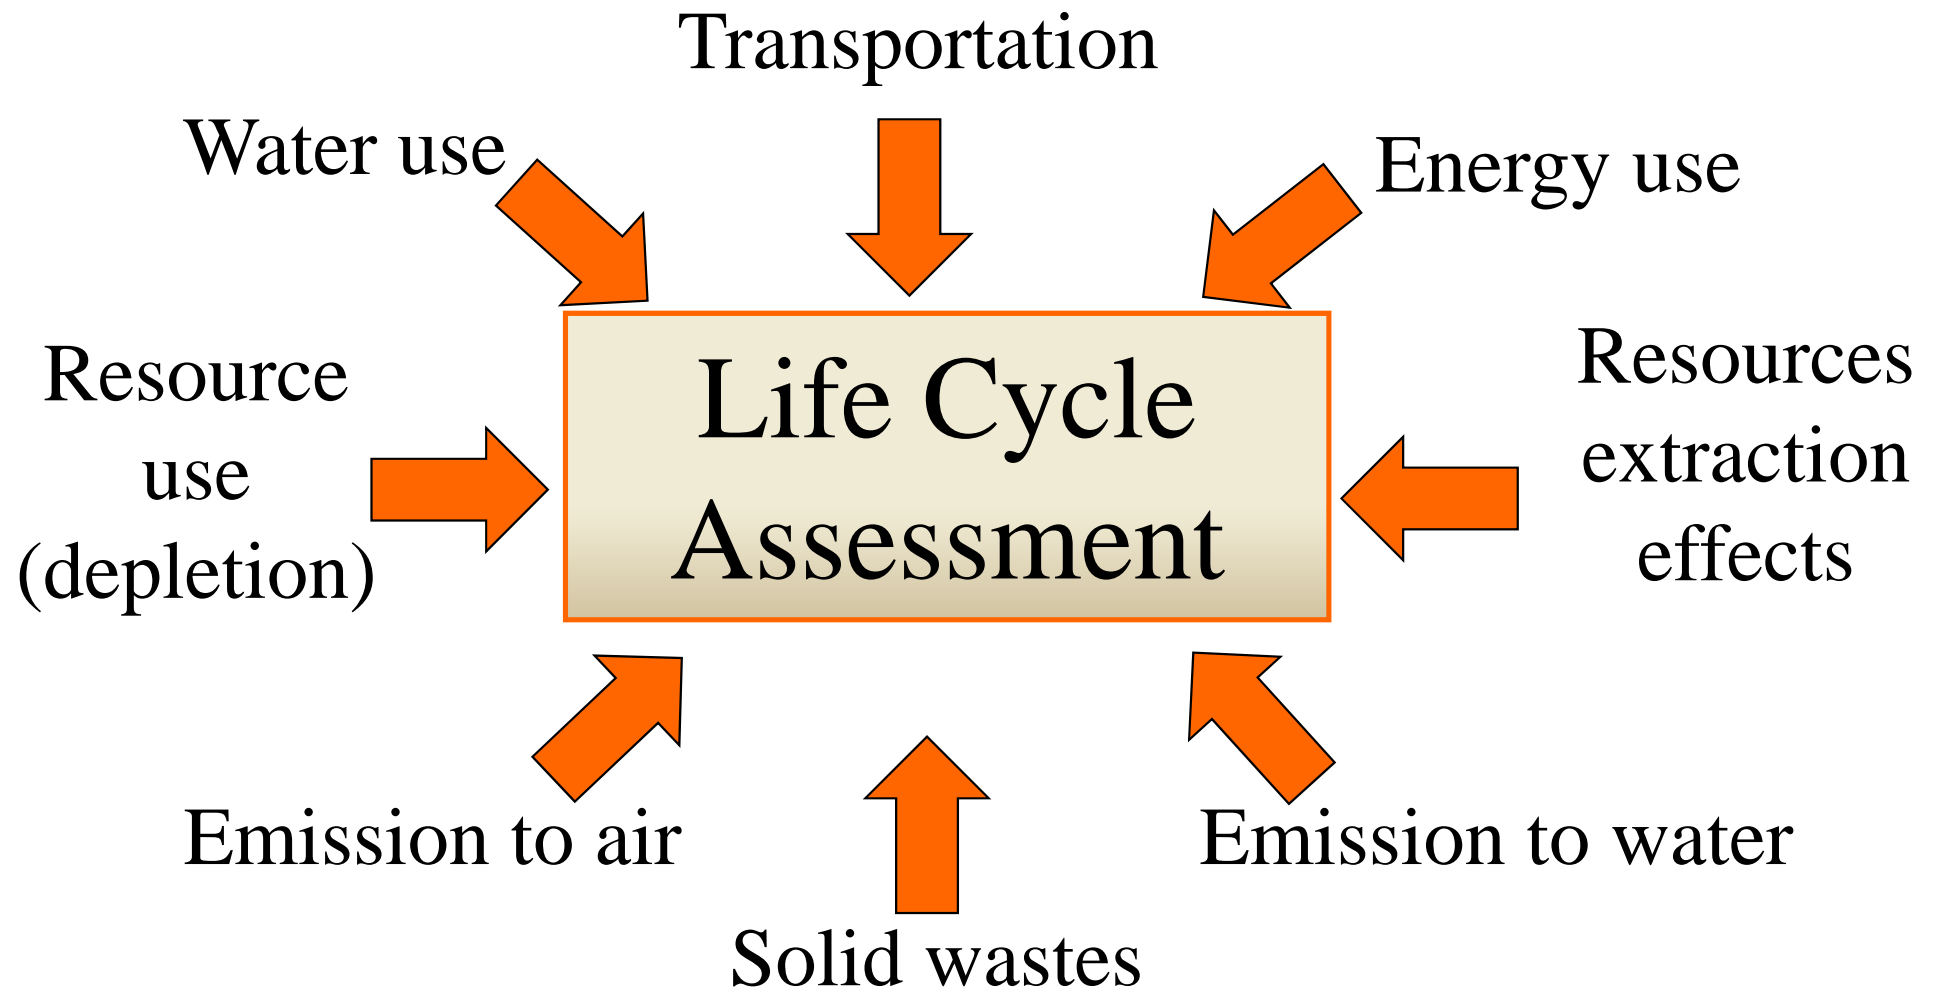 Transportation
Water use
Energy use
Resource
use
(depletion)
Life Cycle
Assessment
Resources
extraction
effects
Emission to air
Emission to water
Solid wastes